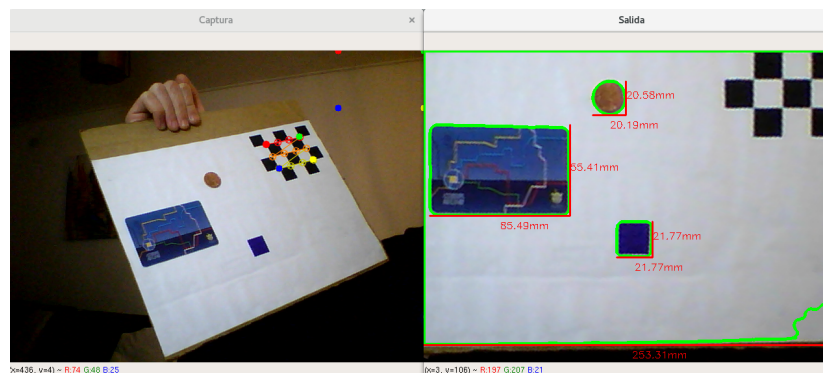 Captura
×
Salida
20.58mm
20.19mm
55.41mm
85.49mm
21.77mm
21.77mm
253.31mm
(x=436, y=4) ~ R:74 G:48 B:25
(x=3, y=106) ~ R:197 G:207 B:21